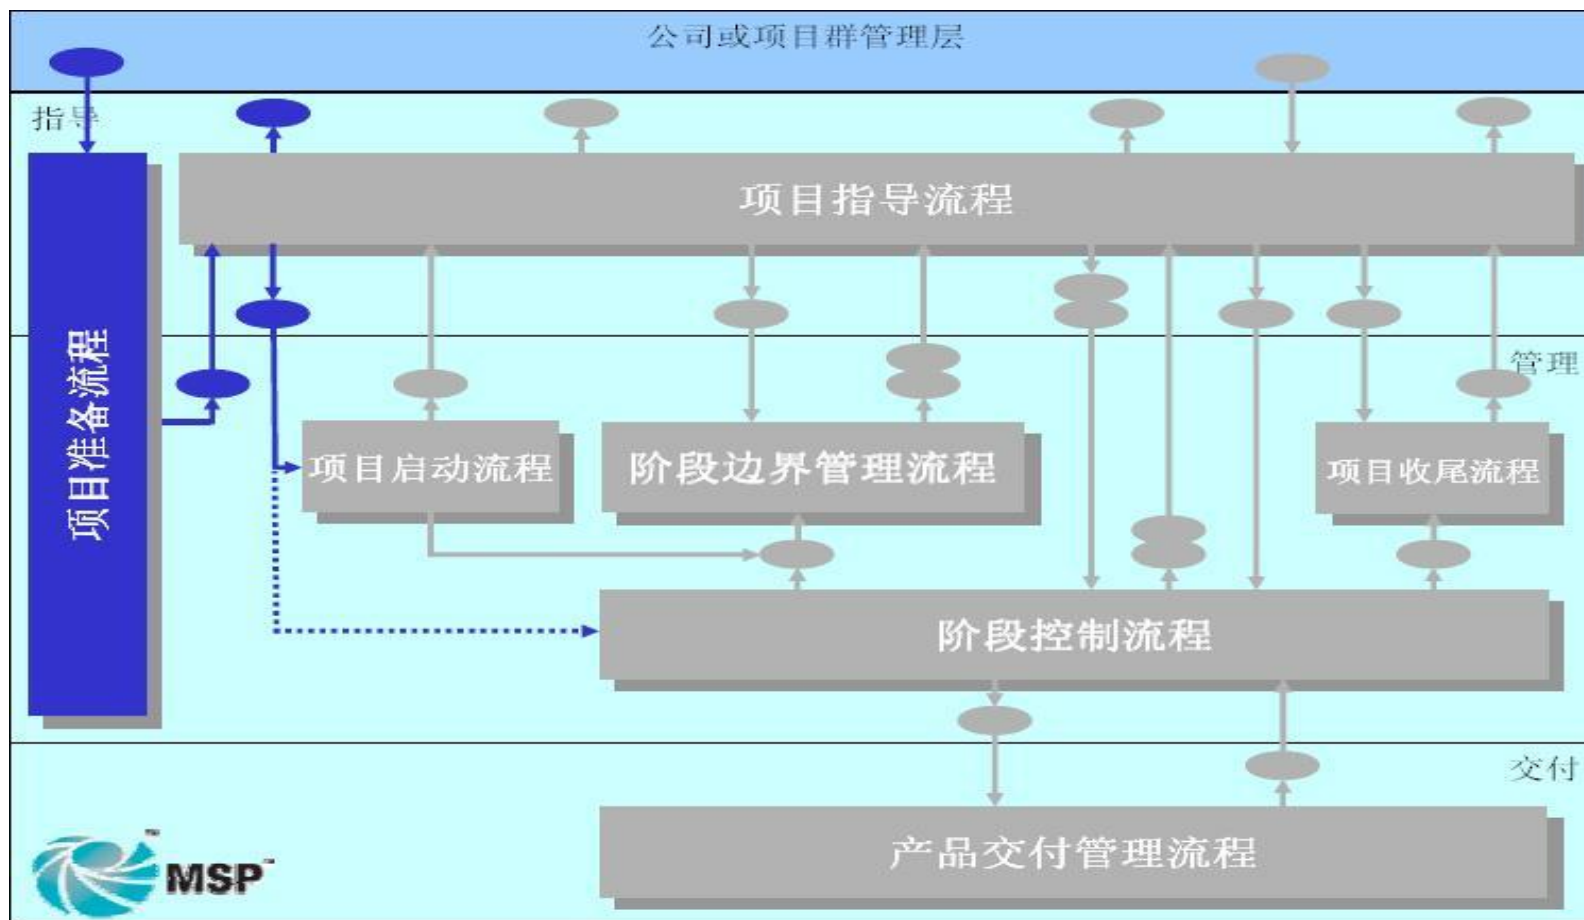 公司或项目群管理层
指导
项目指导流程
项目准备流程
管理
项目启动流程
阶段边界管理流程
项目收尾流程
阶段控制流程
交付
产品交付管理流程
MSP™